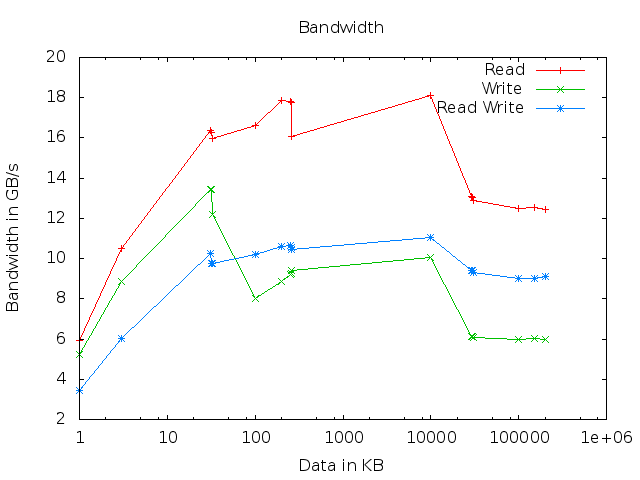 Bandwidth
Read
Write
Read Write
20
18
16
14
12
10
8
6
4
2
1
10
100
1000
10000
100000
1e+06
Bandwidth in GB/s
Data in KB